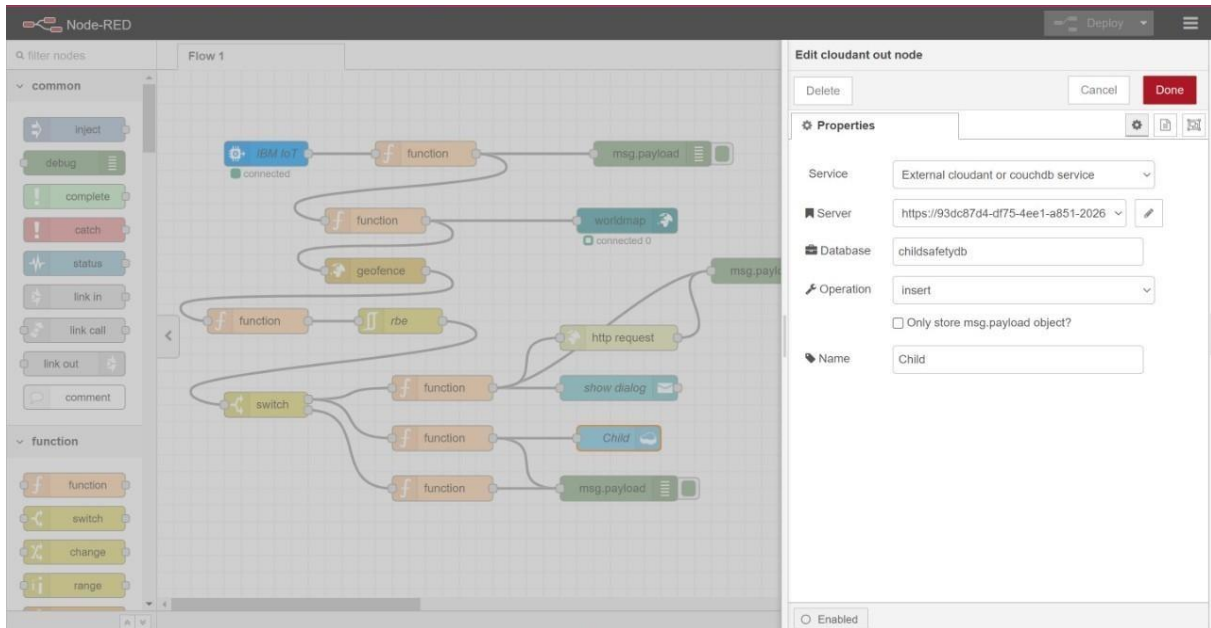 Node-RED
Deploy
filter nodes
Flow 1
common
inject
debug
complete
catch
status
link in
link call
link out
comment
function
function
switch
change
range
IBM IoT
connected
function
msg.payload
function
worldmap
connected 0
geofence
msg.paylo
function
rbe
http request
function
show dialog
switch
function
Child
function
msg.payload
Edit cloudant out node
Delete
Cancel
Done
Properties
Service
External cloudant or couchdb service
Server
https://93dc87d4-df75-4ee1-a851-2026
Database
childsafetydb
Operation
insert
Only store msg.payload object?
Name
Child
Enabled